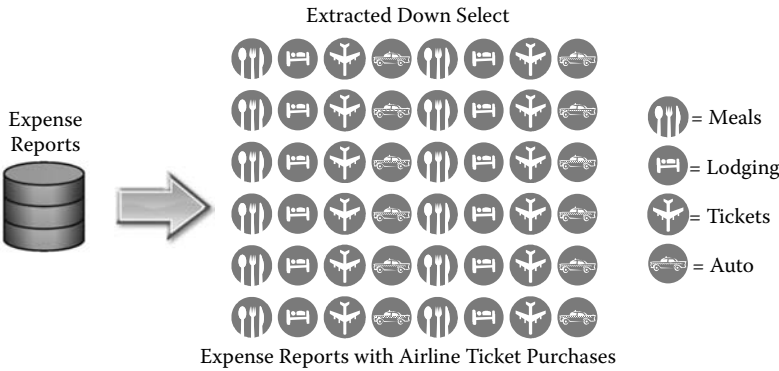 Extracted Down Select
Expense
Reports
= Meals
= Lodging
= Tickets
= Auto
Expense Reports with Airline Ticket Purchases